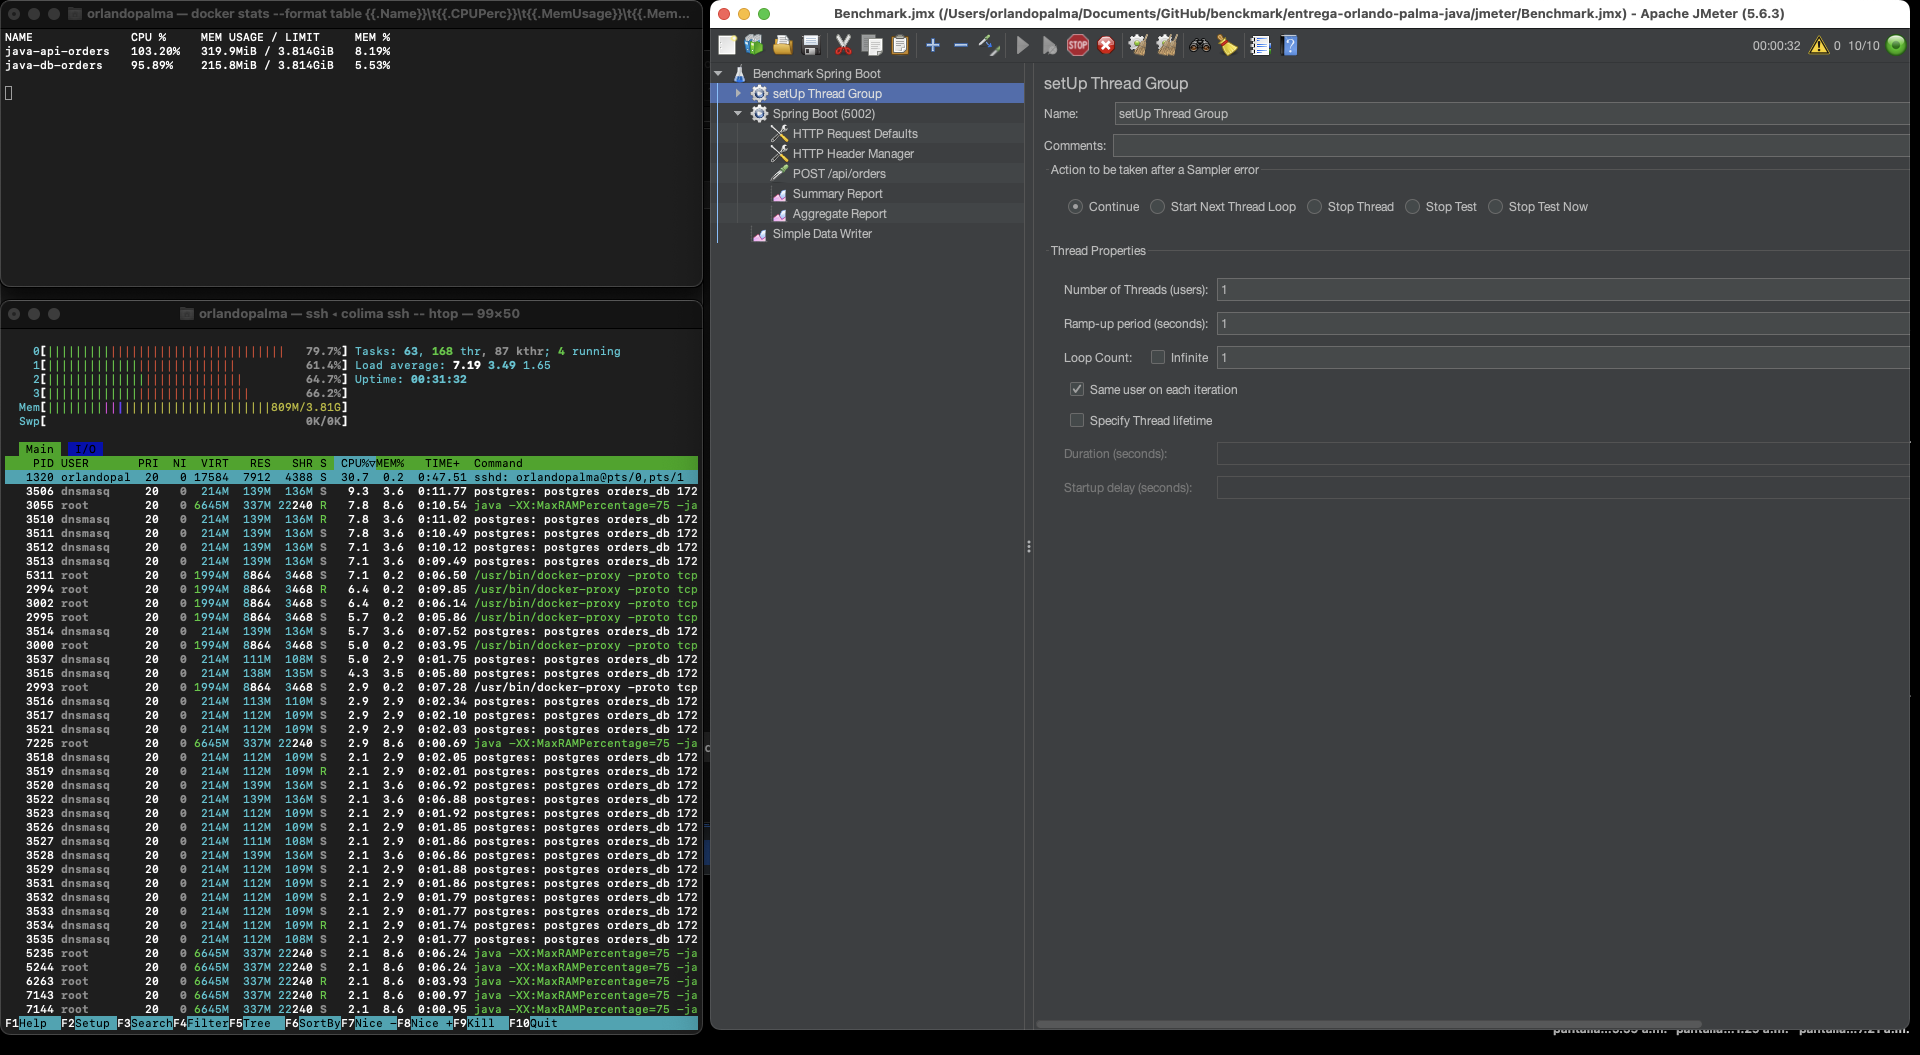 orlandopalma — docker stats --format table {{.Name}}\t{{.CPUPerc}}\t{{.MemUsage}}\t{{.Mem...
NAME CPU % MEM USAGE / LIMIT MEM %
java-api-orders 103.20% 319.9MiB / 3.814GiB 8.19%
java-db-orders 95.89% 215.8MiB / 3.814GiB 5.53%
orlandopalma — ssh ◂ colima ssh -- htop — 99×50
0[ 79.7%] Tasks: 63, 168 thr, 87 kthr; 4 running
1[ 61.4%] Load average: 7.19 3.49 1.65
2[ 64.7%] Uptime: 00:31:32
3[ 66.2%]
Mem[ 809M/3.81G]
Swp[ 0K/0K]
Main I/O
PID USER PRI NI VIRT RES SHR S CPU%▽MEM% TIME+ Command
1320 orlandopal 20 0 17584 7912 4388 S 30.7 0.2 0:47.51 sshd: orlandopalma@pts/0,pts/1
3506 dnsmasq 20 0 214M 139M 136M S 9.3 3.6 0:11.77 postgres: postgres orders_db 172
3055 root 20 0 6645M 337M 22240 R 7.8 8.6 0:10.54 java -XX:MaxRAMPercentage=75 -ja
3510 dnsmasq 20 0 214M 139M 136M R 7.8 3.6 0:11.02 postgres: postgres orders_db 172
3511 dnsmasq 20 0 214M 139M 136M S 7.8 3.6 0:10.49 postgres: postgres orders_db 172
3512 dnsmasq 20 0 214M 139M 136M S 7.1 3.6 0:10.12 postgres: postgres orders_db 172
3513 dnsmasq 20 0 214M 139M 136M S 7.1 3.6 0:09.49 postgres: postgres orders_db 172
5311 root 20 0 1994M 8864 3468 S 7.1 0.2 0:06.50 /usr/bin/docker-proxy -proto tcp
2994 root 20 0 1994M 8864 3468 R 6.4 0.2 0:09.85 /usr/bin/docker-proxy -proto tcp
3002 root 20 0 1994M 8864 3468 S 6.4 0.2 0:06.14 /usr/bin/docker-proxy -proto tcp
2995 root 20 0 1994M 8864 3468 S 5.7 0.2 0:05.86 /usr/bin/docker-proxy -proto tcp
3514 dnsmasq 20 0 214M 139M 136M S 5.7 3.6 0:07.52 postgres: postgres orders_db 172
3000 root 20 0 1994M 8864 3468 S 5.0 0.2 0:03.95 /usr/bin/docker-proxy -proto tcp
3537 dnsmasq 20 0 214M 111M 108M S 5.0 2.9 0:01.75 postgres: postgres orders_db 172
3515 dnsmasq 20 0 214M 138M 135M S 4.3 3.5 0:05.80 postgres: postgres orders_db 172
2993 root 20 0 1994M 8864 3468 S 2.9 0.2 0:07.28 /usr/bin/docker-proxy -proto tcp
3516 dnsmasq 20 0 214M 113M 110M S 2.9 2.9 0:02.34 postgres: postgres orders_db 172
3517 dnsmasq 20 0 214M 112M 109M S 2.9 2.9 0:02.10 postgres: postgres orders_db 172
3521 dnsmasq 20 0 214M 112M 109M S 2.9 2.9 0:02.03 postgres: postgres orders_db 172
7225 root 20 0 6645M 337M 22240 S 2.9 8.6 0:00.69 java -XX:MaxRAMPercentage=75 -ja
3518 dnsmasq 20 0 214M 112M 109M S 2.1 2.9 0:02.05 postgres: postgres orders_db 172
3519 dnsmasq 20 0 214M 112M 109M R 2.1 2.9 0:02.01 postgres: postgres orders_db 172
3520 dnsmasq 20 0 214M 139M 136M S 2.1 3.6 0:06.92 postgres: postgres orders_db 172
3522 dnsmasq 20 0 214M 139M 136M S 2.1 3.6 0:06.88 postgres: postgres orders_db 172
3523 dnsmasq 20 0 214M 112M 109M S 2.1 2.9 0:01.92 postgres: postgres orders_db 172
3526 dnsmasq 20 0 214M 112M 109M S 2.1 2.9 0:01.85 postgres: postgres orders_db 172
3527 dnsmasq 20 0 214M 111M 108M S 2.1 2.9 0:01.86 postgres: postgres orders_db 172
3528 dnsmasq 20 0 214M 139M 136M S 2.1 3.6 0:06.86 postgres: postgres orders_db 172
3529 dnsmasq 20 0 214M 112M 109M S 2.1 2.9 0:01.88 postgres: postgres orders_db 172
3531 dnsmasq 20 0 214M 112M 109M S 2.1 2.9 0:01.86 postgres: postgres orders_db 172
3532 dnsmasq 20 0 214M 112M 109M S 2.1 2.9 0:01.79 postgres: postgres orders_db 172
3533 dnsmasq 20 0 214M 112M 109M S 2.1 2.9 0:01.77 postgres: postgres orders_db 172
3534 dnsmasq 20 0 214M 112M 109M R 2.1 2.9 0:01.74 postgres: postgres orders_db 172
3535 dnsmasq 20 0 214M 112M 108M S 2.1 2.9 0:01.77 postgres: postgres orders_db 172
5235 root 20 0 6645M 337M 22240 S 2.1 8.6 0:06.24 java -XX:MaxRAMPercentage=75 -ja
5244 root 20 0 6645M 337M 22240 S 2.1 8.6 0:06.24 java -XX:MaxRAMPercentage=75 -ja
6263 root 20 0 6645M 337M 22240 R 2.1 8.6 0:03.93 java -XX:MaxRAMPercentage=75 -ja
7143 root 20 0 6645M 337M 22240 R 2.1 8.6 0:00.97 java -XX:MaxRAMPercentage=75 -ja
7144 root 20 0 6645M 337M 22240 S 2.1 8.6 0:00.95 java -XX:MaxRAMPercentage=75 -ja
F1Help F2Setup F3SearchF4FilterF5Tree F6SortByF7Nice -F8Nice +F9Kill F10Quit
Benchmark.jmx (/Users/orlandopalma/Documents/GitHub/benckmark/entrega-orlando-palma-java/jmeter/Benchmark.jmx) - Apache JMeter (5.6.3)
STOP
00:00:32 0 10/10
Benchmark Spring Boot
setUp Thread Group
Spring Boot (5002)
HTTP Request Defaults
HTTP Header Manager
POST /api/orders
Summary Report
Aggregate Report
Simple Data Writer
setUp Thread Group
Name: setUp Thread Group
Comments:
Action to be taken after a Sampler error
Continue Start Next Thread Loop Stop Thread Stop Test Stop Test Now
Thread Properties
Number of Threads (users): 1
Ramp-up period (seconds): 1
Loop Count: Infinite 1
Same user on each iteration
Specify Thread lifetime
Duration (seconds):
Startup delay (seconds):